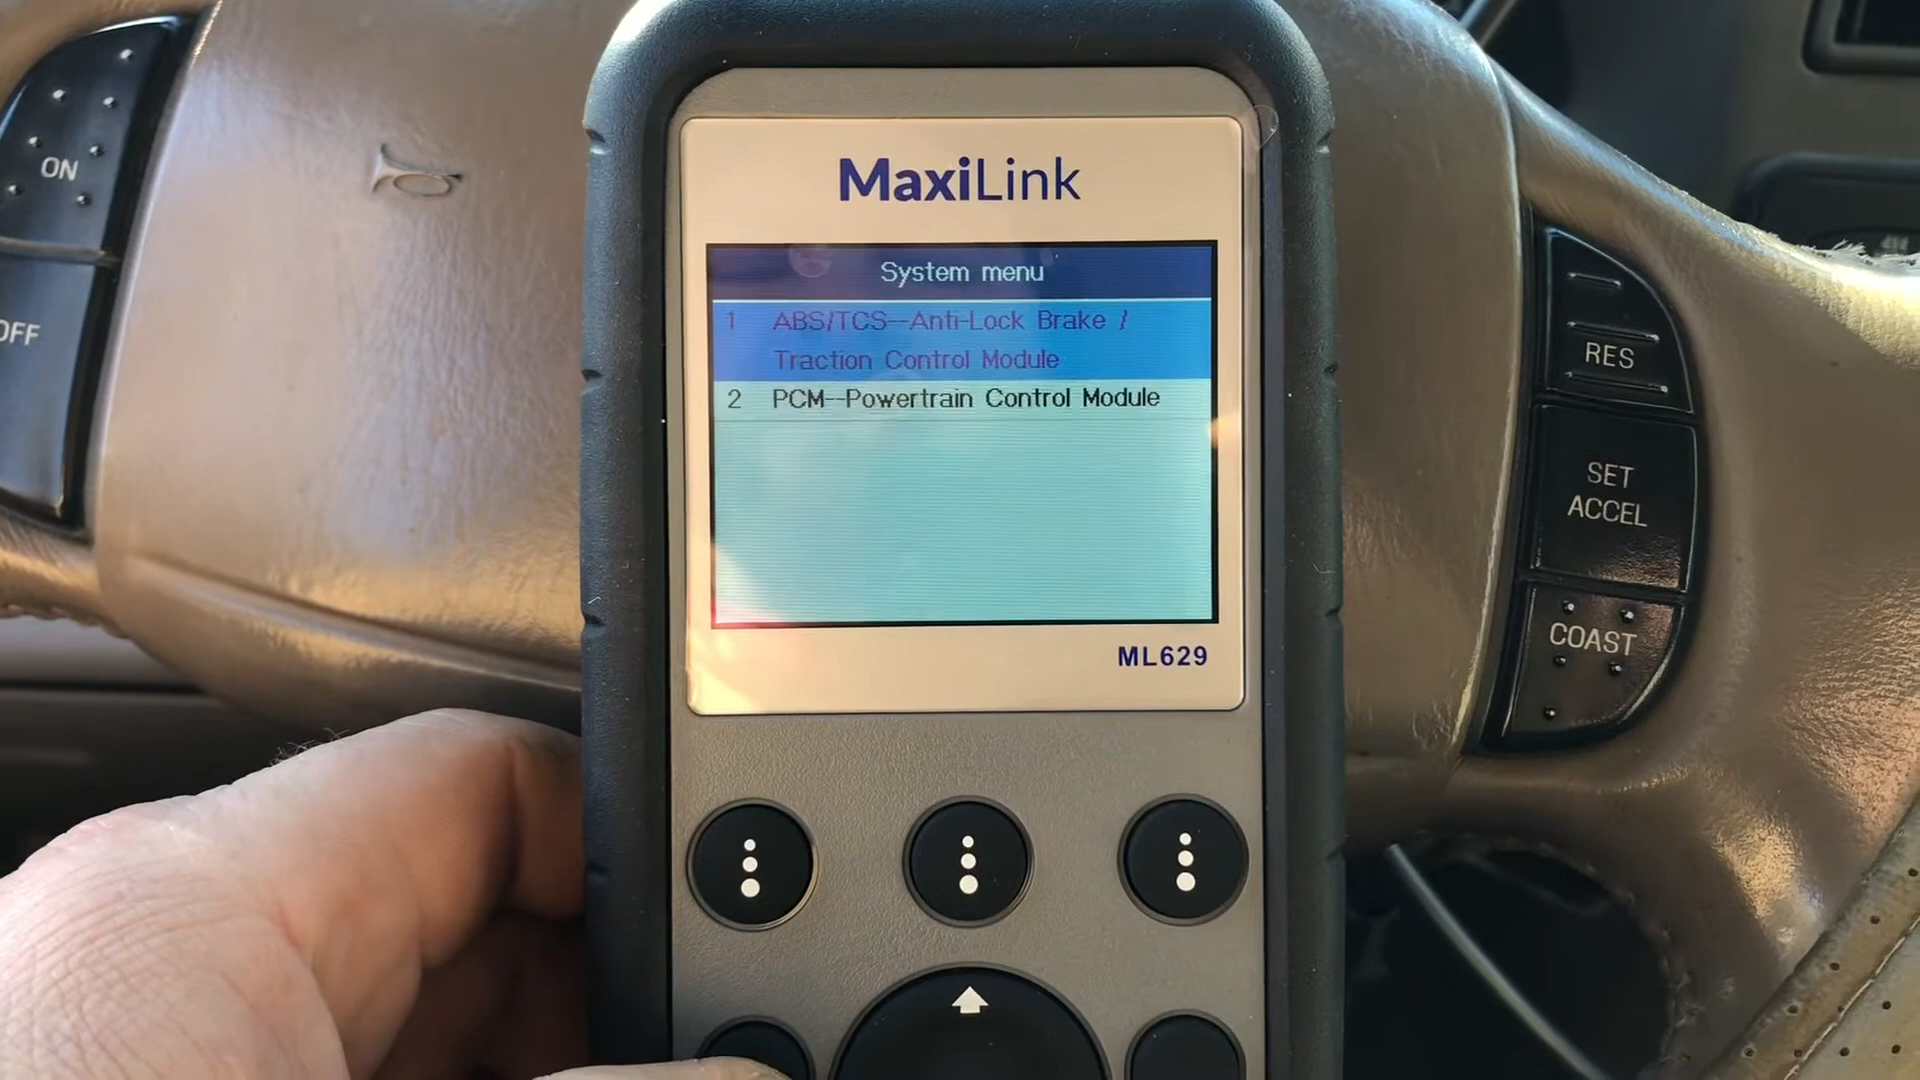 ON
OFF
MaxiLink
System menu
1 ABS/TCS--Anti-Lock Brake /
Traction Control Module
2 PCM--Powertrain Control Module
ML629
RES
SET
ACCEL
COAST